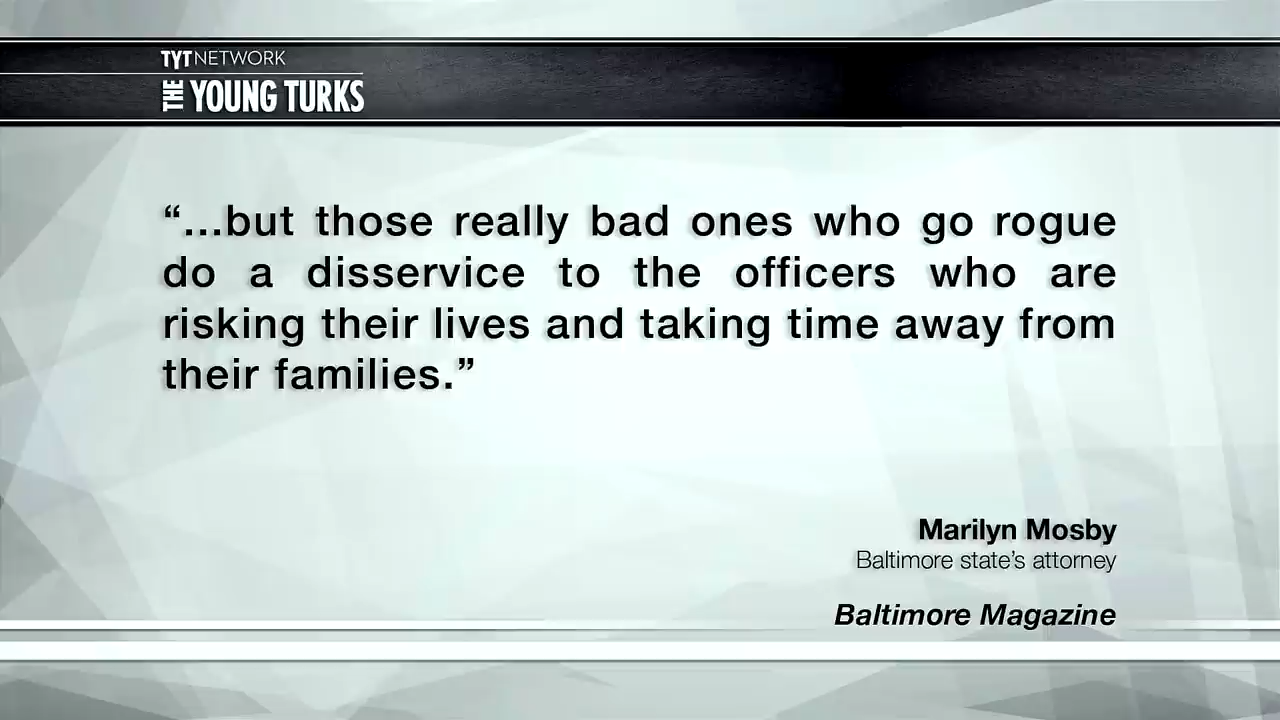 TYTNETWORK
THE YOUNG TURKS
“...but those really bad ones who go rogue
do a disservice to the officers who are
risking their lives and taking time away from
their families.”
Marilyn Mosby
Baltimore state’s attorney
Baltimore Magazine